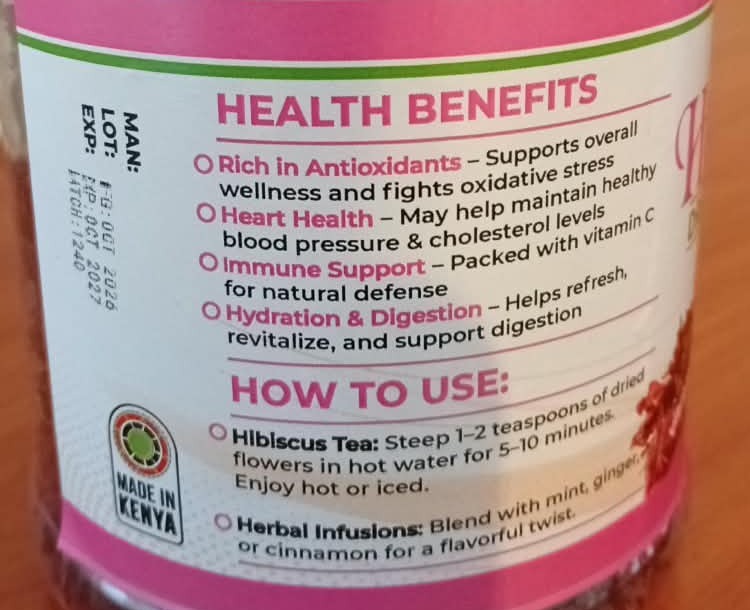 HEALTH BENEFITS
Rich in Antioxidants – Supports overall
wellness and fights oxidative stress
Heart Health – May help maintain healthy
blood pressure & cholesterol levels
Immune Support – Packed with vitamin C
for natural defense
Hydration & Digestion – Helps refresh,
revitalize, and support digestion
HOW TO USE:
Hibiscus Tea: Steep 1–2 teaspoons of dried
flowers in hot water for 5–10 minutes.
Enjoy hot or iced.
Herbal Infusions: Blend with mint, ginger,
or cinnamon for a flavorful twist.
MAN:
LOT:
EXP:
OCT 2026
EXP: OCT 2027
BATCH: 1240
MADE IN
KENYA